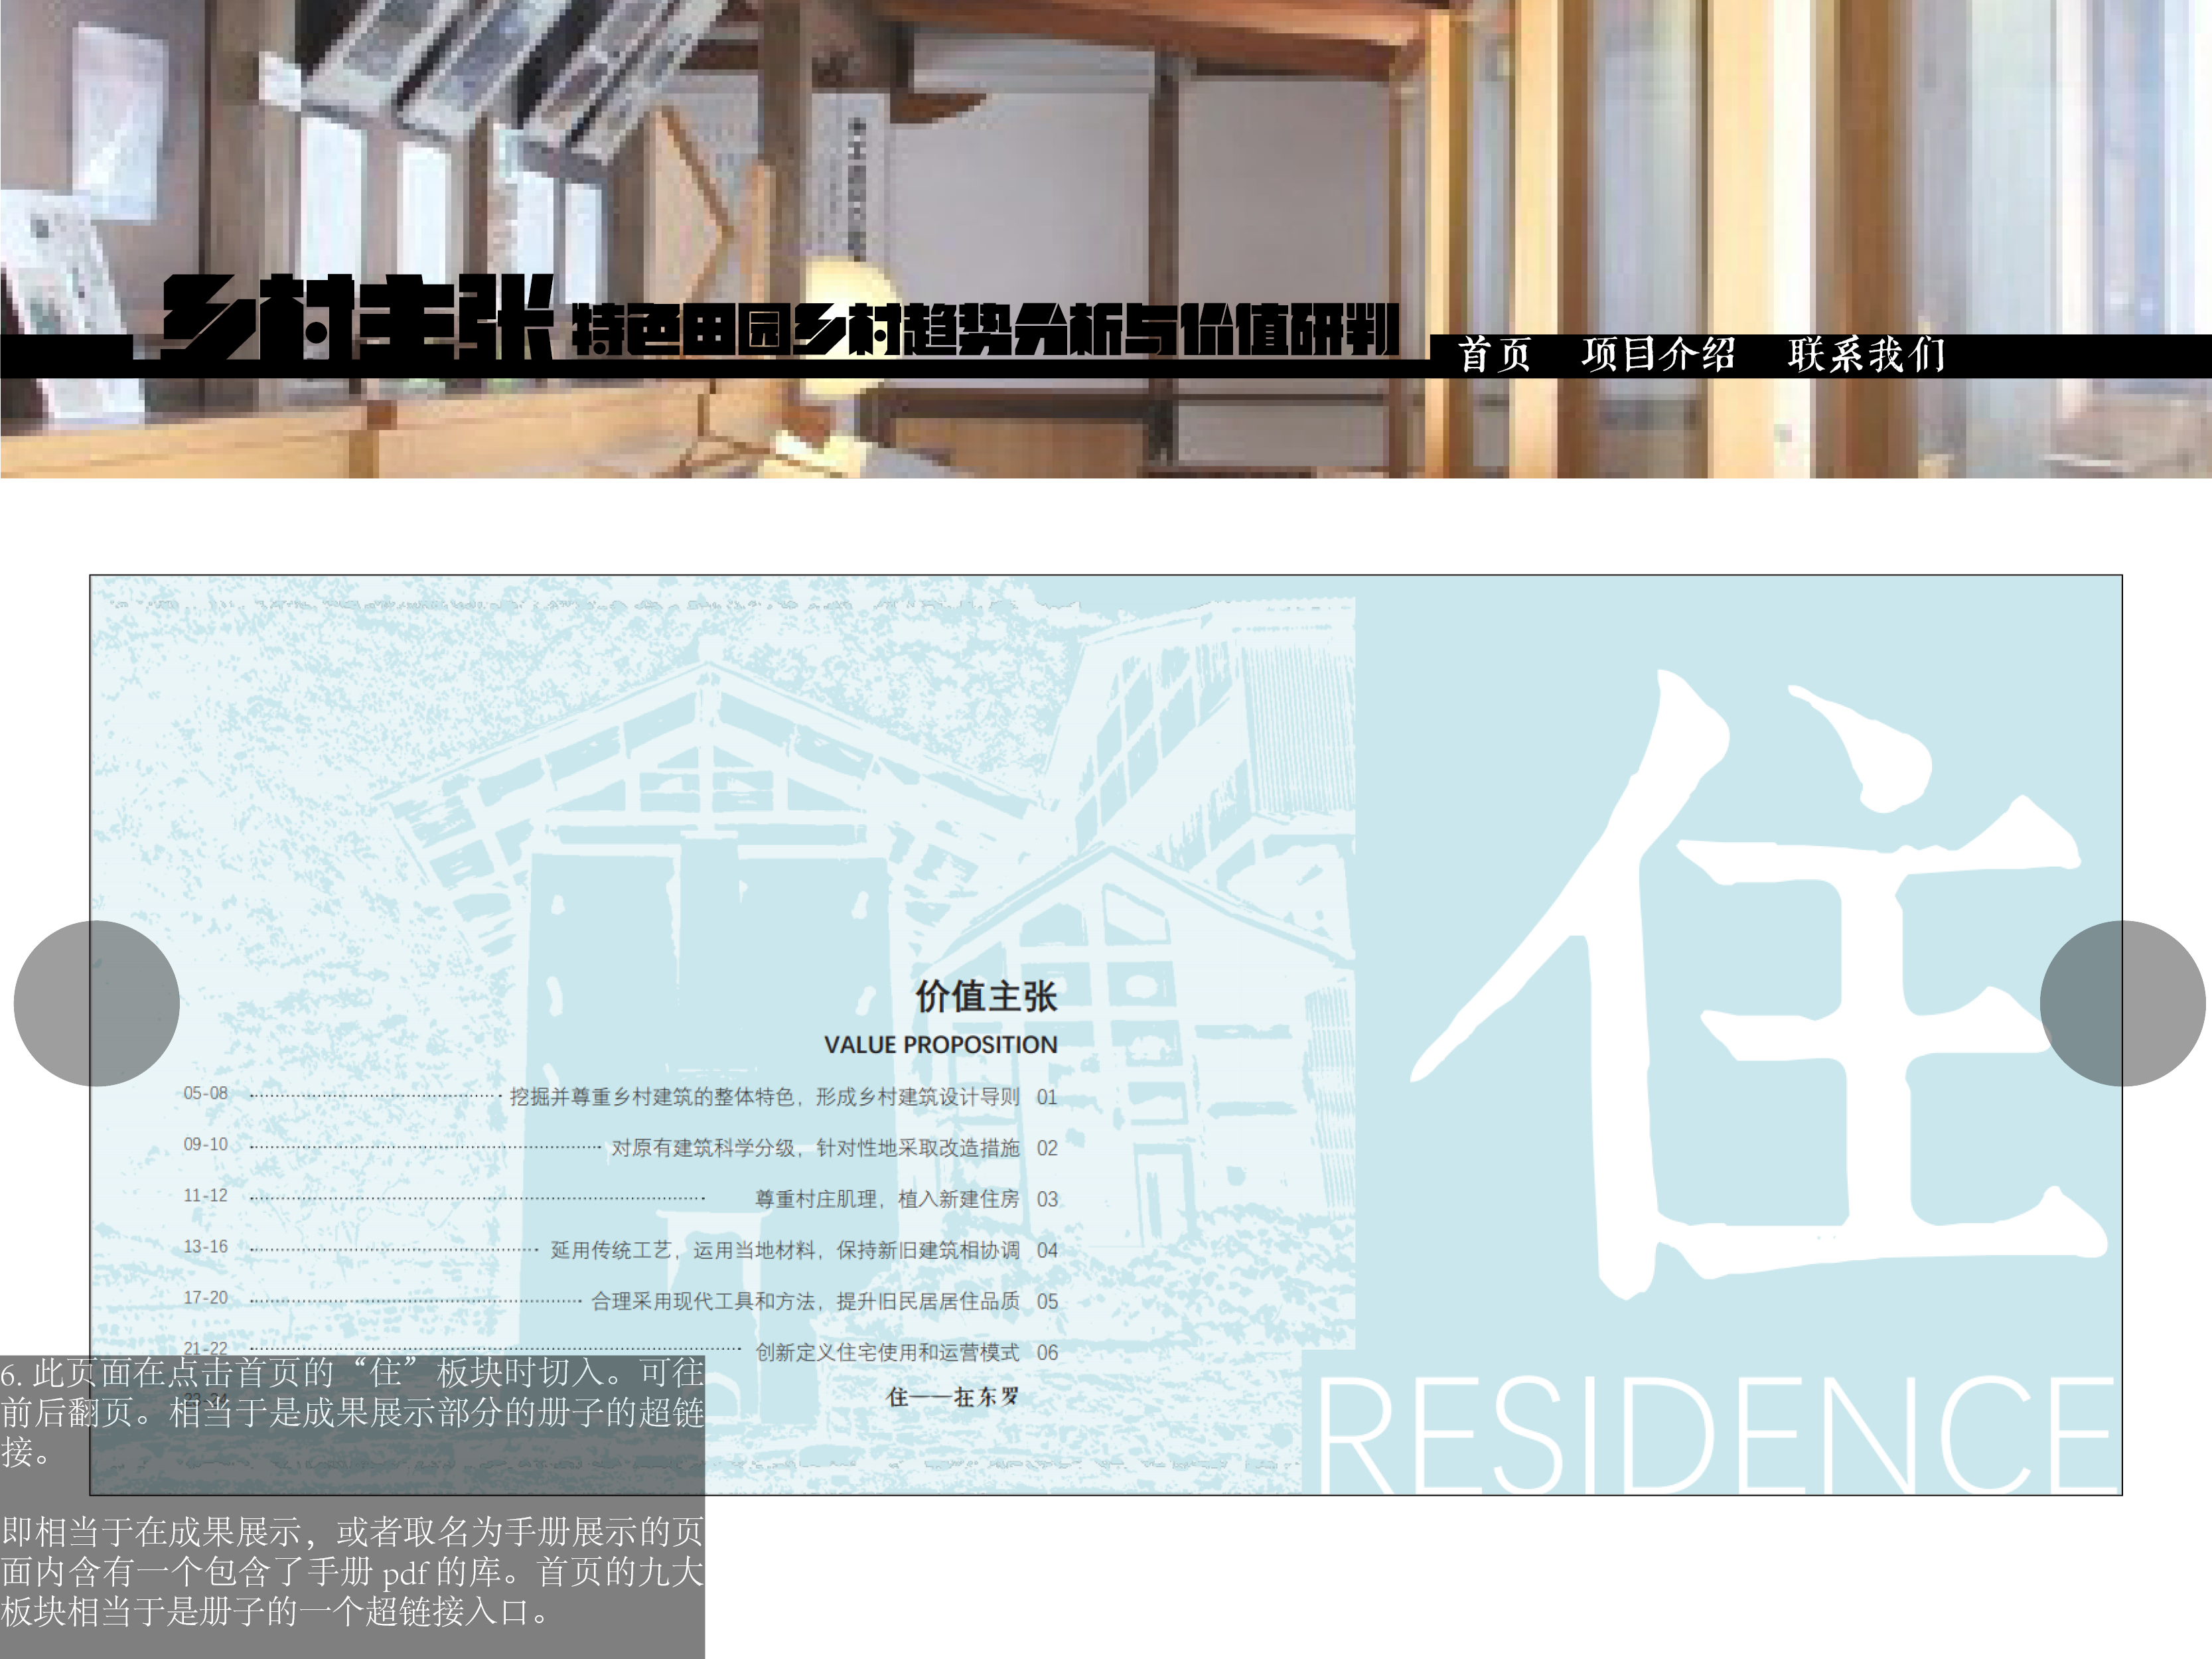 乡村主张 特色田园乡村趋势分析与价值研判
首页 项目介绍 联系我们
住
价值主张
VALUE PROPOSITION
05-08 挖掘并尊重乡村建筑的整体特色，形成乡村建筑设计导则 01
09-10 对原有建筑科学分级，针对性地采取改造措施 02
11-12 尊重村庄肌理，植入新建住房 03
13-16 延用传统工艺，运用当地材料，保持新旧建筑相协调 04
17-20 合理采用现代工具和方法，提升旧民居居住品质 05
21-22 创新定义住宅使用和运营模式 06
23-24 住——在东罗
RESIDENCE
6. 此页面在点击首页的“住”板块时切入。可往
前后翻页。相当于是成果展示部分的册子的超链
接。
即相当于在成果展示，或者取名为手册展示的页
面内含有一个包含了手册 pdf 的库。首页的九大
板块相当于是册子的一个超链接入口。